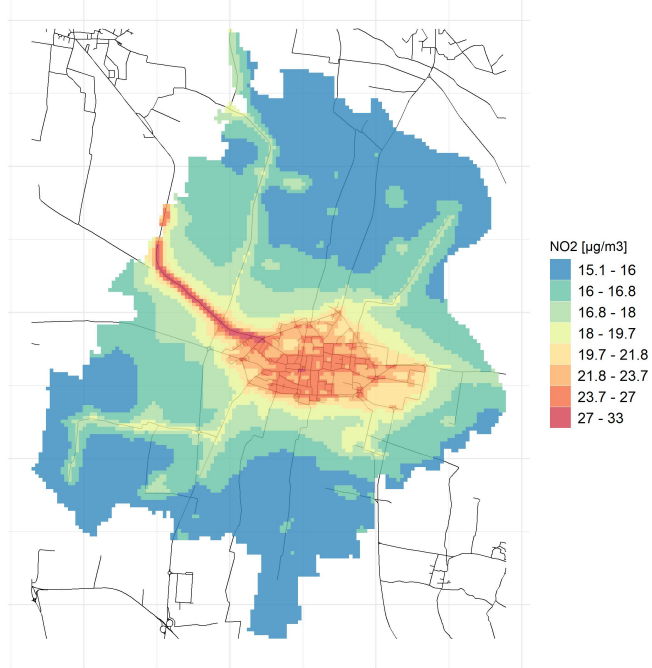 NO2 [µg/m3]
15.1 - 16
16 - 16.8
16.8 - 18
18 - 19.7
19.7 - 21.8
21.8 - 23.7
23.7 - 27
27 - 33